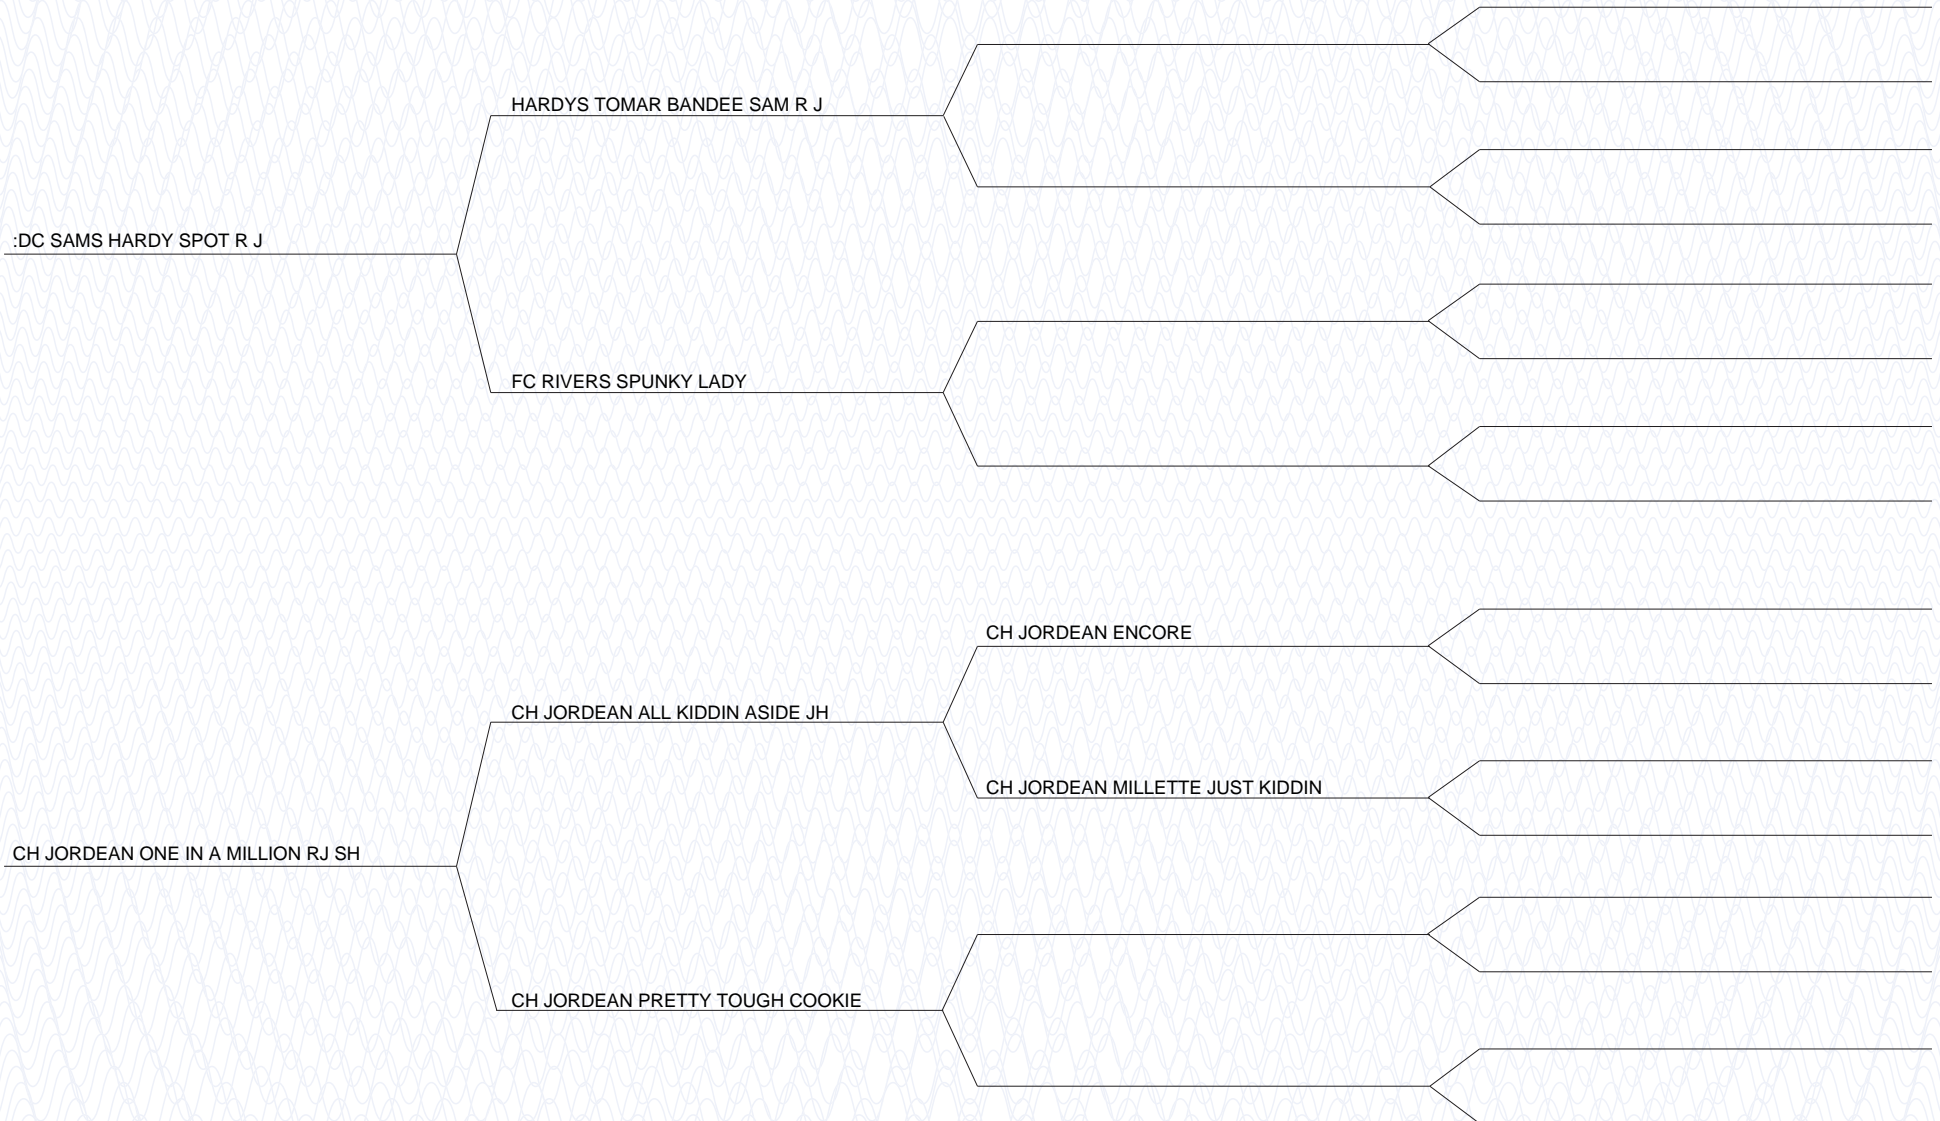 HARDYS TOMAR BANDEE SAM R J
:DC SAMS HARDY SPOT R J
FC RIVERS SPUNKY LADY
CH JORDEAN ENCORE
CH JORDEAN ALL KIDDIN ASIDE JH
CH JORDEAN MILLETTE JUST KIDDIN
CH JORDEAN ONE IN A MILLION RJ SH
CH JORDEAN PRETTY TOUGH COOKIE